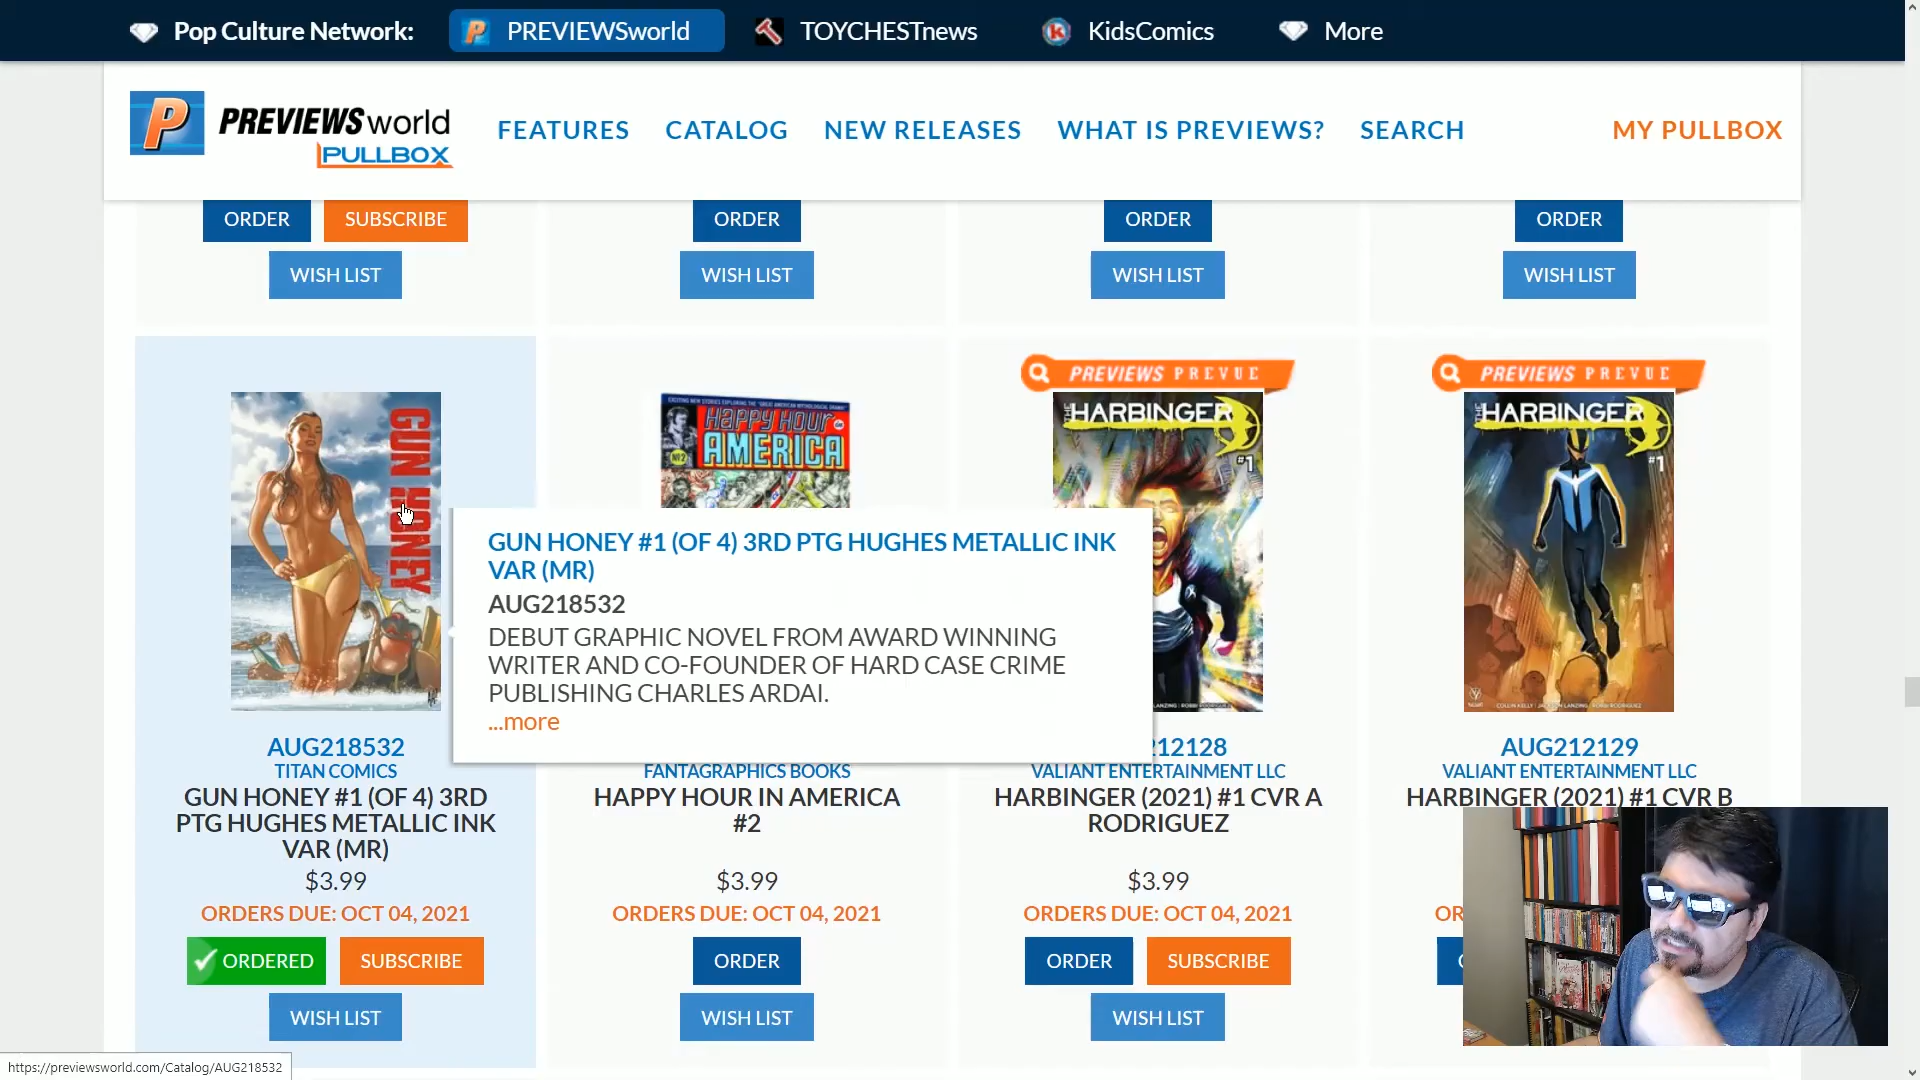 Pop Culture Network: PREVIEWSworld TOYCHESTnews KidsComics More
P PREVIEWSworld PULLBOX
FEATURES CATALOG NEW RELEASES WHAT IS PREVIEWS? SEARCH MY PULLBOX
ORDER SUBSCRIBE ORDER ORDER ORDER
WISH LIST WISH LIST WISH LIST WISH LIST
PREVIEWS PREVUE PREVIEWS PREVUE
GUN HONEY
HAPPY HOUR
AMERICA
THE HARBINGER #1
THE HARBINGER #1
GUN HONEY #1 (OF 4) 3RD PTG HUGHES METALLIC INK
VAR (MR)
AUG218532
DEBUT GRAPHIC NOVEL FROM AWARD WINNING
WRITER AND CO-FOUNDER OF HARD CASE CRIME
PUBLISHING CHARLES ARDAI.
...more
AUG218532
TITAN COMICS
GUN HONEY #1 (OF 4) 3RD
PTG HUGHES METALLIC INK
VAR (MR)
$3.99
ORDERS DUE: OCT 04, 2021
ORDERED SUBSCRIBE
WISH LIST
FANTAGRAPHICS BOOKS
HAPPY HOUR IN AMERICA
#2
$3.99
ORDERS DUE: OCT 04, 2021
ORDER
WISH LIST
212128
VALIANT ENTERTAINMENT LLC
HARBINGER (2021) #1 CVR A
RODRIGUEZ
$3.99
ORDERS DUE: OCT 04, 2021
ORDER SUBSCRIBE
WISH LIST
AUG212129
VALIANT ENTERTAINMENT LLC
HARBINGER (2021) #1 CVR B
OR
https://previewsworld.com/Catalog/AUG218532